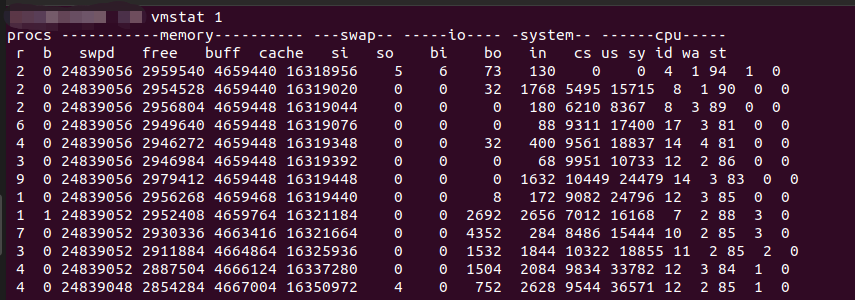 vmstat 1
procs -----------memory---------- ---swap-- -----io---- -system-- ------cpu-----
r b swpd free buff cache si so bi bo in cs us sy id wa st
2 0 24839056 2959540 4659440 16318956 5 6 73 130 0 0 4 1 94 1 0
2 0 24839056 2954528 4659440 16319020 0 0 32 1768 5495 15715 8 1 90 0 0
2 0 24839056 2956804 4659448 16319044 0 0 0 180 6210 8367 8 3 89 0 0
6 0 24839056 2949640 4659448 16319076 0 0 0 88 9311 17400 17 3 81 0 0
4 0 24839056 2946272 4659448 16319348 0 0 32 400 9561 18837 14 4 81 0 0
3 0 24839056 2946984 4659448 16319392 0 0 0 68 9951 10733 12 2 86 0 0
9 0 24839056 2979412 4659448 16319448 0 0 0 1632 10449 24479 14 3 83 0 0
1 0 24839056 2956268 4659468 16319440 0 0 8 172 9082 24796 12 3 85 0 0
1 1 24839052 2952408 4659764 16321184 0 0 2692 2656 7012 16168 7 2 88 3 0
7 0 24839052 2930336 4663416 16321664 0 0 4352 284 8486 15444 10 2 85 3 0
3 0 24839052 2911884 4664864 16325936 0 0 1532 1844 10322 18855 11 2 85 2 0
4 0 24839052 2887504 4666124 16337280 0 0 1504 2084 9834 33782 12 3 84 1 0
4 0 24839048 2854284 4667004 16350972 4 0 752 2628 9544 36571 12 2 85 1 0